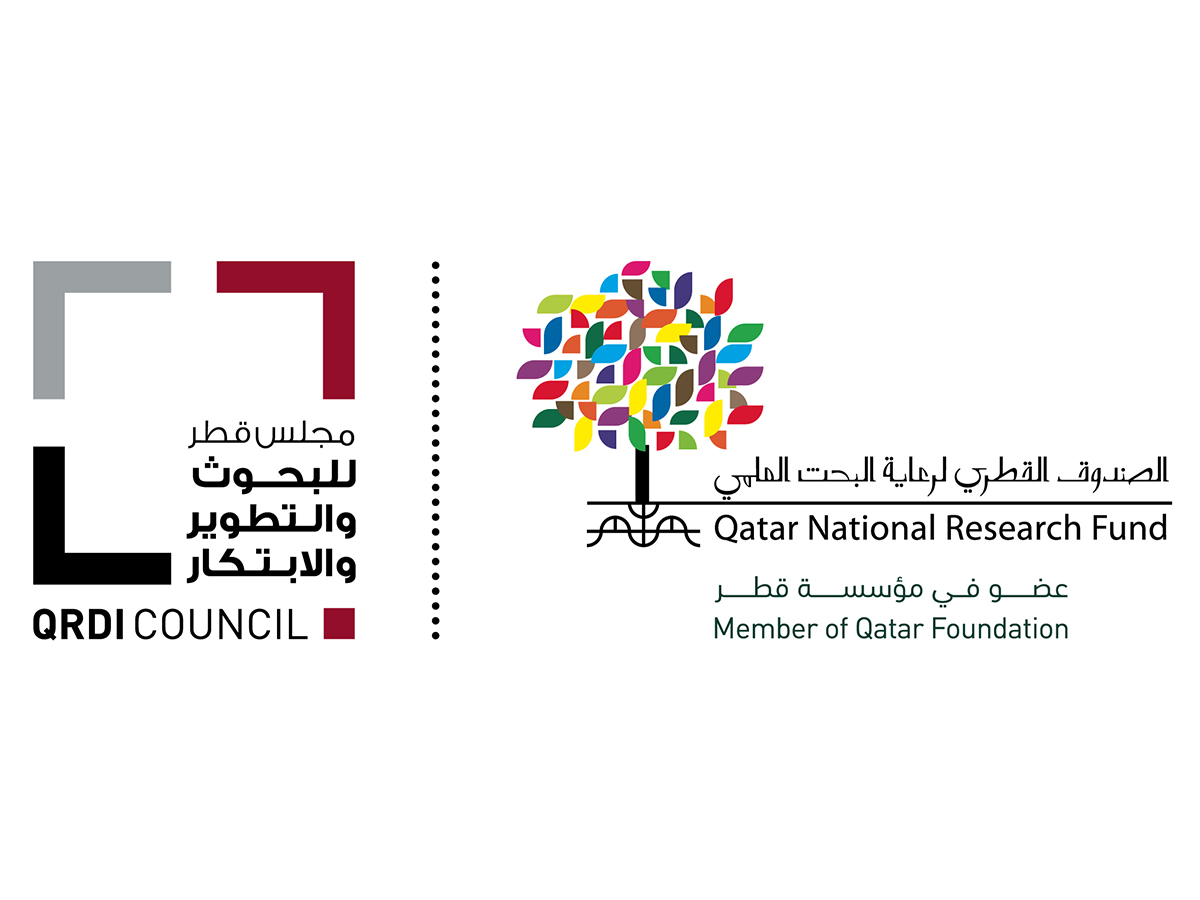 مجلس قطر
للبحوث
والتطوير
والابتكار
QRDI COUNCIL
الصندوق القطري لرعاية البحث العلمي
Qatar National Research Fund
عضو في مؤسسة قطر
Member of Qatar Foundation